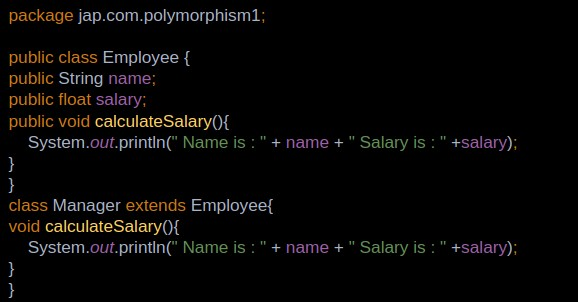 package jap.com.polymorphism1;
public class Employee {
public String name;
public float salary;
public void calculateSalary(){
System.out.println(" Name is : " + name + " Salary is : " +salary);
}
}
class Manager extends Employee{
void calculateSalary(){
System.out.println(" Name is : " + name + " Salary is : " +salary);
}
}